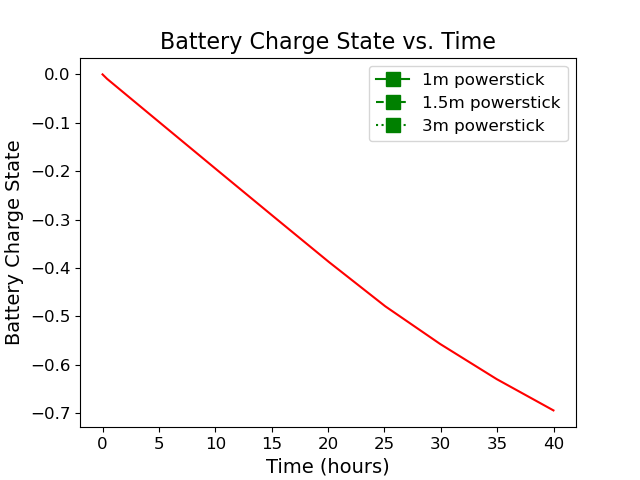 Battery Charge State vs. Time
1m powerstick
1.5m powerstick
3m powerstick
Battery Charge State
0.0
−0.1
−0.2
−0.3
−0.4
−0.5
−0.6
−0.7
0 5 10 15 20 25 30 35 40
Time (hours)